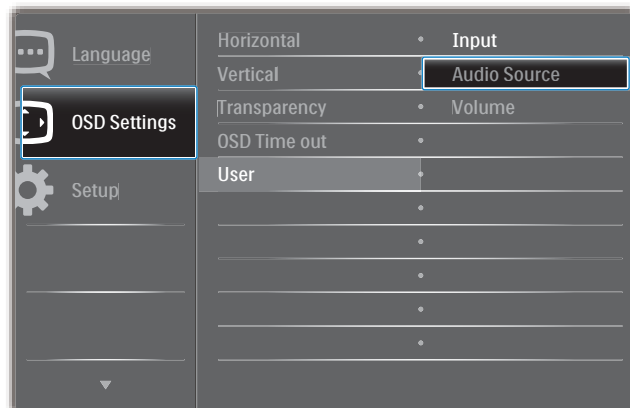 Language
OSD Settings
Setup
Horizontal
Vertical
Transparency
OSD Time out
User
Input
Audio Source
Volume